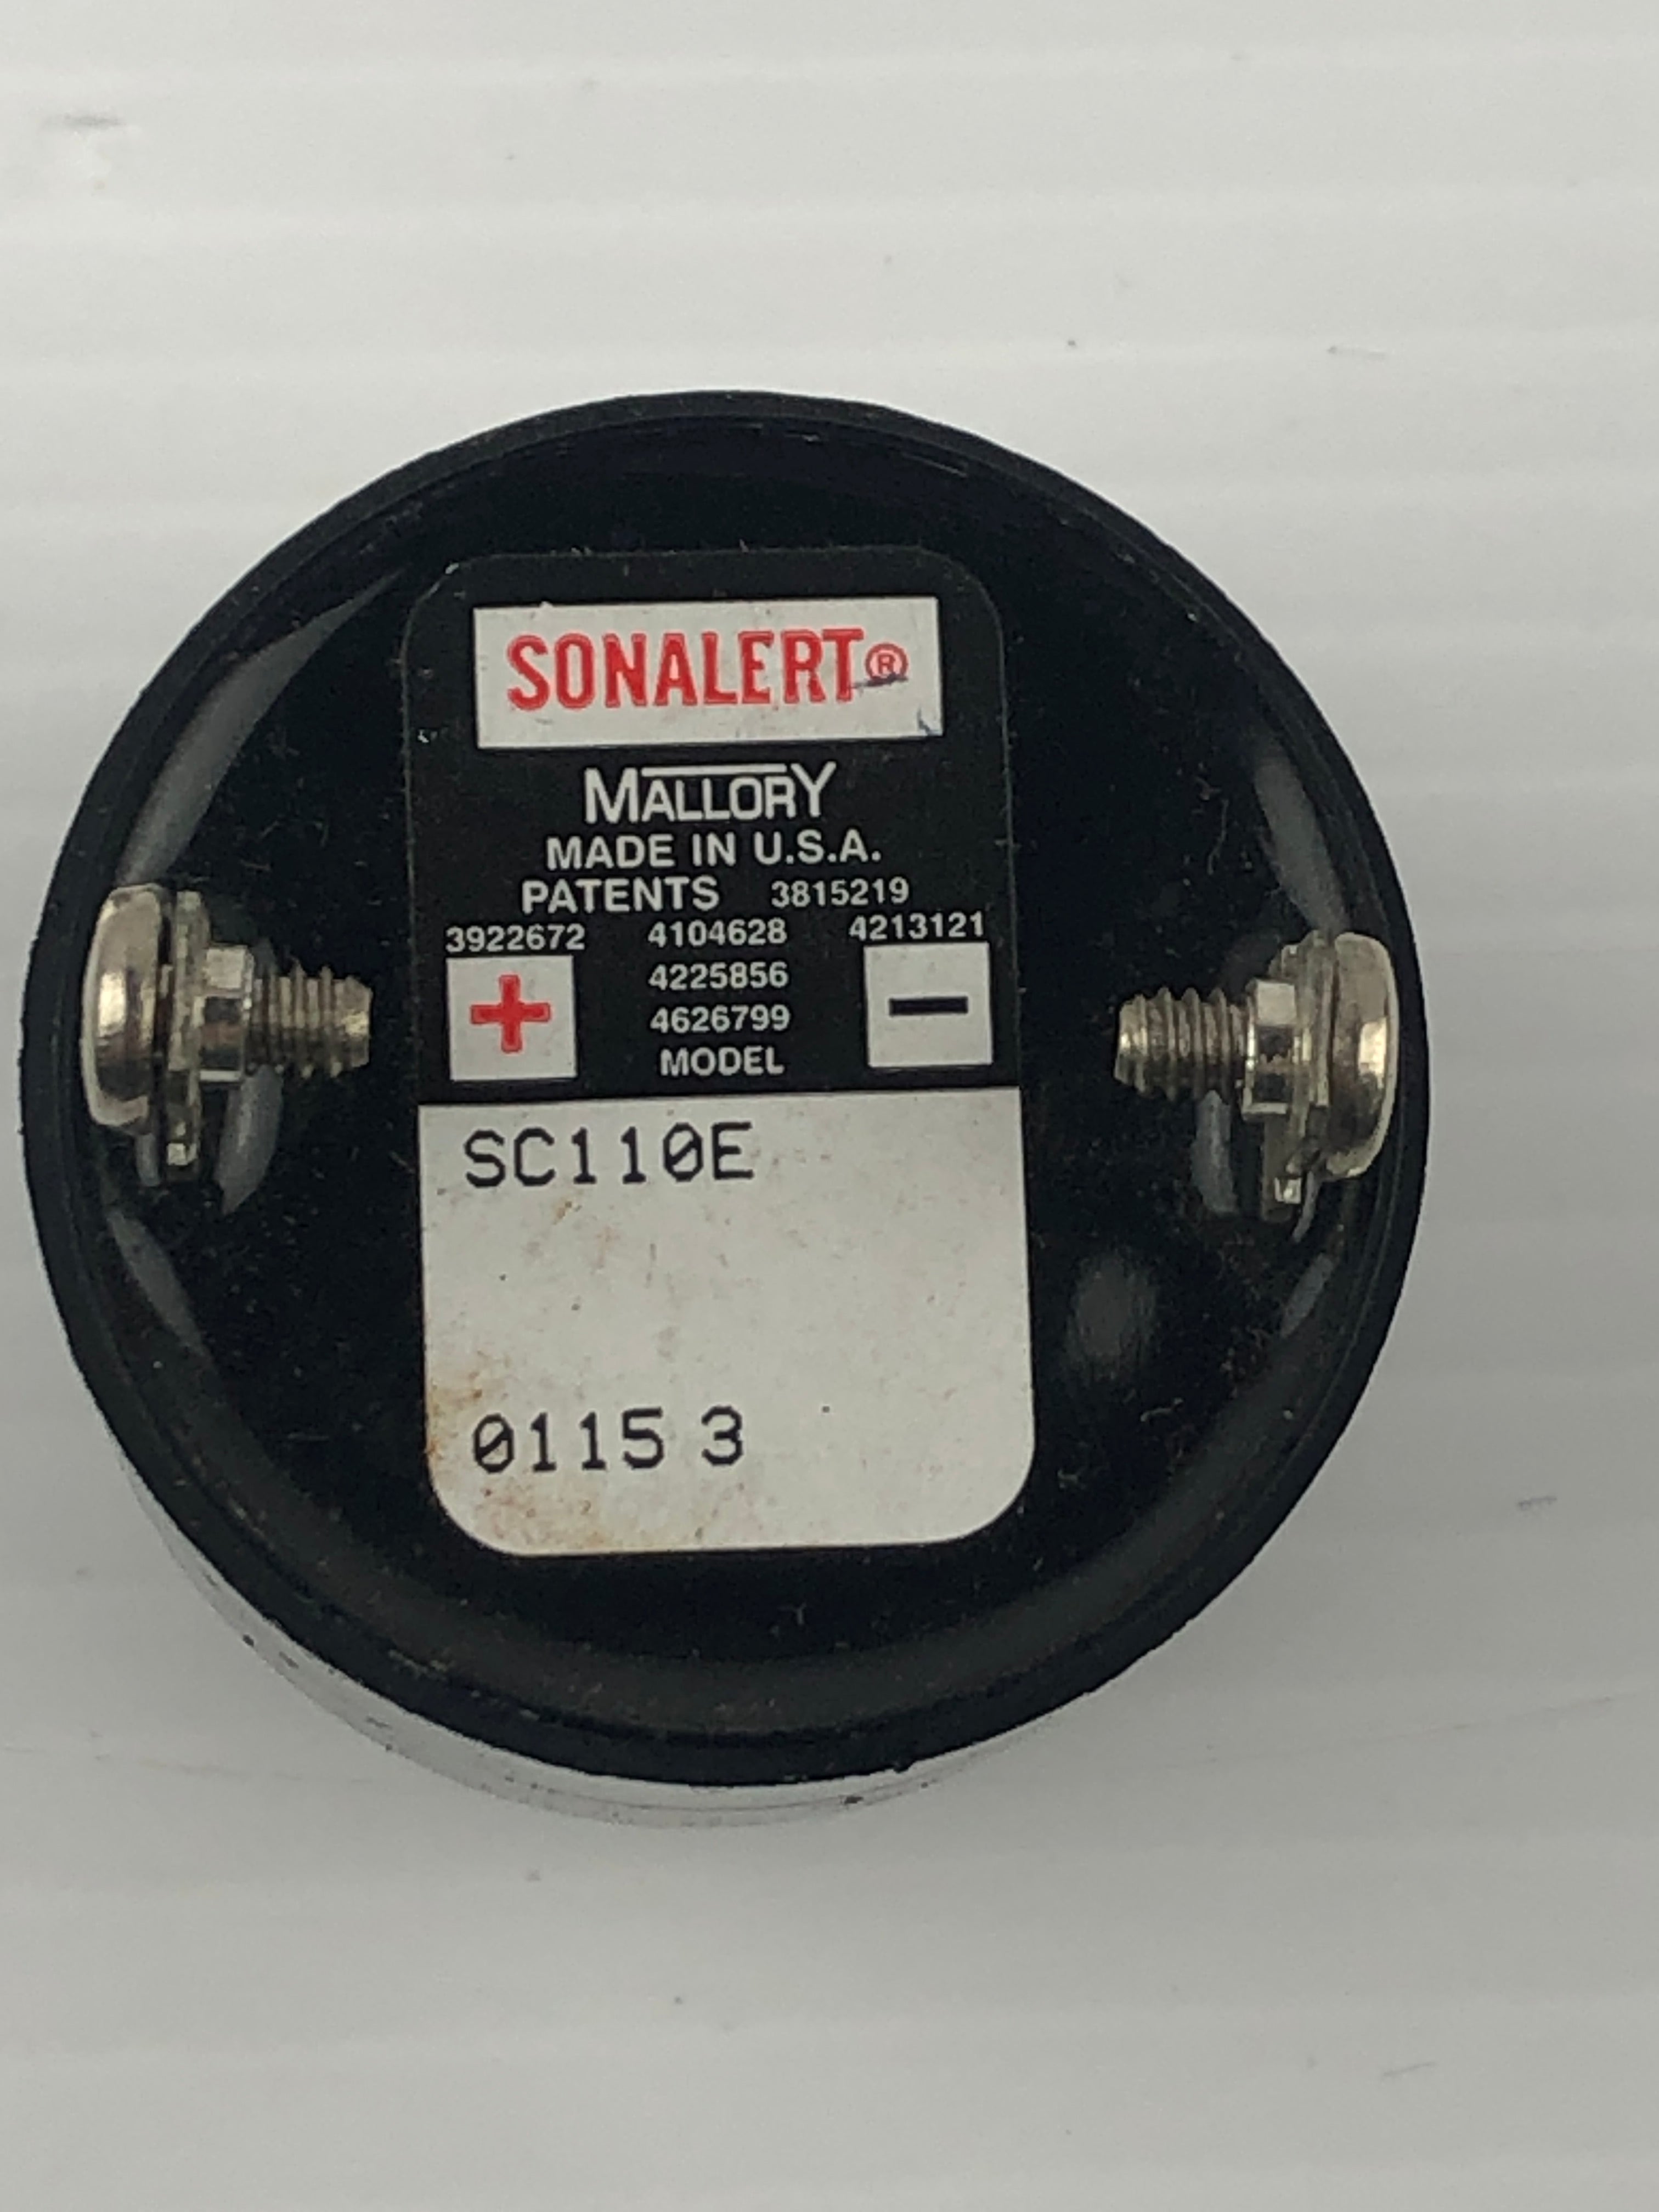 SONALERT®
MALLORY
MADE IN U.S.A.
PATENTS 3815219
3922672 4104628 4213121
+ 4225856 −
4626799
MODEL
SC110E
0115 3